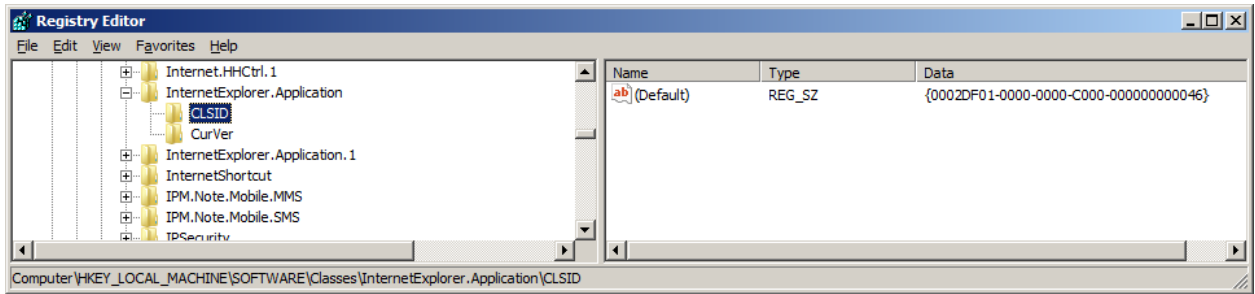 Registry Editor
File Edit View Favorites Help
Internet.HHCtrl.1
InternetExplorer.Application
CLSID
CurVer
InternetExplorer.Application.1
InternetShortcut
IPM.Note.Mobile.MMS
IPM.Note.Mobile.SMS
IPSecurity
Name Type Data
ab (Default) REG_SZ {0002DF01-0000-0000-C000-000000000046}
Computer\HKEY_LOCAL_MACHINE\SOFTWARE\Classes\InternetExplorer.Application\CLSID